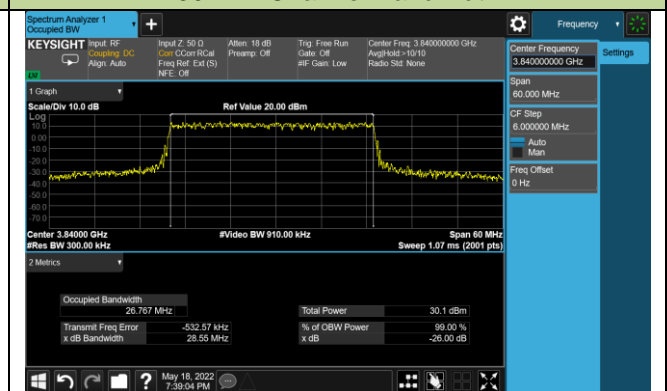 Spectrum Analyzer 1
Occupied BW
Frequency
KEYSIGHT
Input: RF
Coupling: DC
Align: Auto
Input Z: 50 Ω
Corr CCorr RCal
Freq Ref: Ext (S)
NFE: Off
Atten: 18 dB
Preamp: Off
Trig: Free Run
Gate: Off
#IF Gain: Low
Center Freq: 3.840000000 GHz
Avg|Hold:>10/10
Radio Std: None
Center Frequency
3.840000000 GHz
Settings
Span
60.000 MHz
CF Step
6.000000 MHz
Auto
Man
Freq Offset
0 Hz
1 Graph
Scale/Div 10.0 dB
Ref Value 20.00 dBm
Log
10.0
0.00
-10.0
-20.0
-30.0
-40.0
-50.0
-60.0
-70.0
Center 3.84000 GHz
#Video BW 910.00 kHz
Span 60 MHz
#Res BW 300.00 kHz
Sweep 1.07 ms (2001 pts)
2 Metrics
Occupied Bandwidth
26.767 MHz
Total Power
30.1 dBm
Transmit Freq Error
-532.57 kHz
% of OBW Power
99.00 %
x dB Bandwidth
28.55 MHz
x dB
-26.00 dB
May 18, 2022
7:39:04 PM